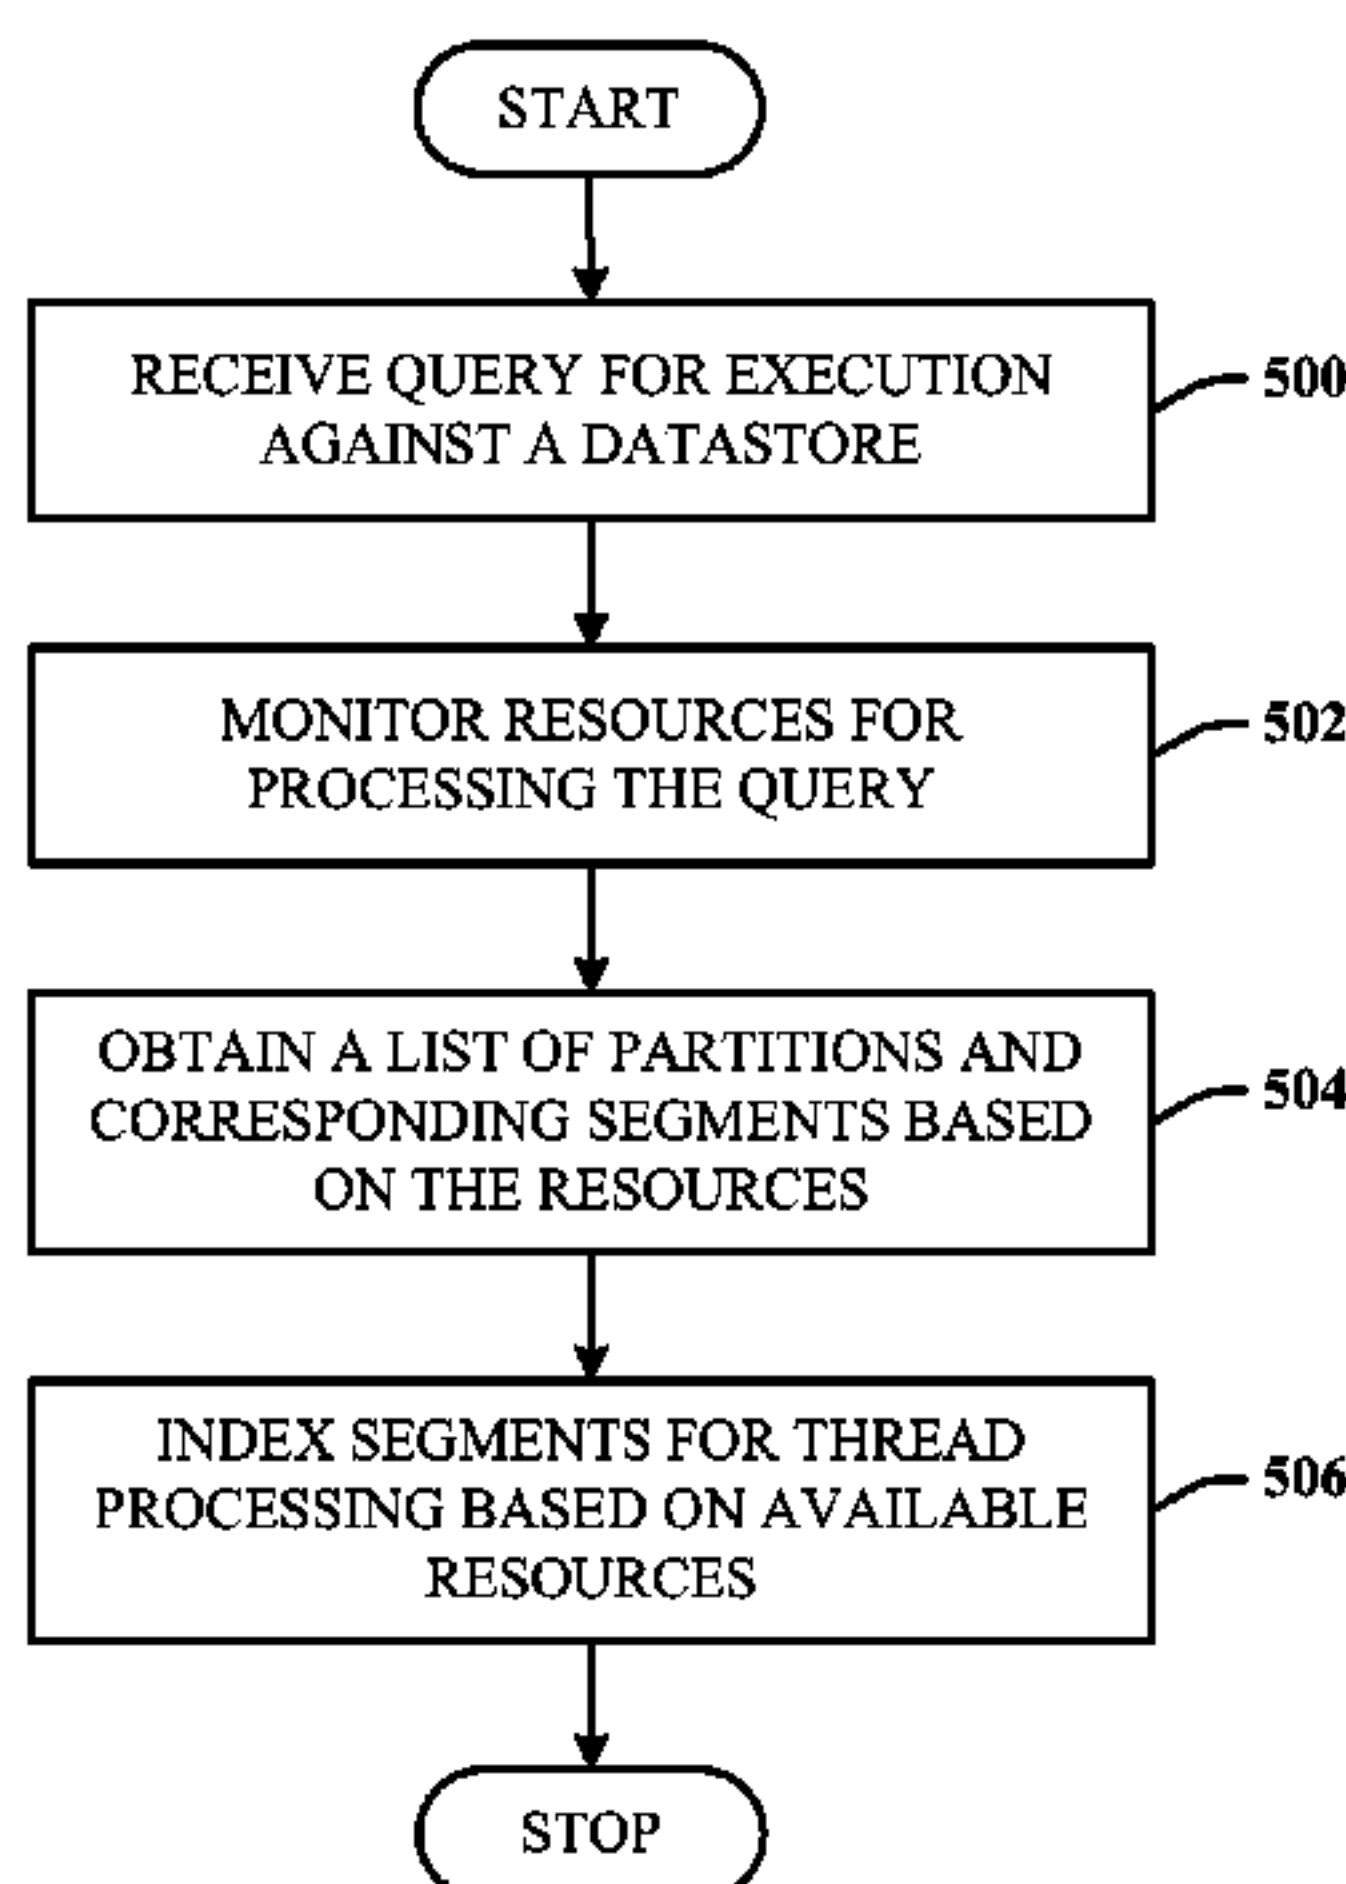 START
RECEIVE QUERY FOR EXECUTION
AGAINST A DATASTORE
500
MONITOR RESOURCES FOR
PROCESSING THE QUERY
502
OBTAIN A LIST OF PARTITIONS AND
CORRESPONDING SEGMENTS BASED
ON THE RESOURCES
504
INDEX SEGMENTS FOR THREAD
PROCESSING BASED ON AVAILABLE
RESOURCES
506
STOP